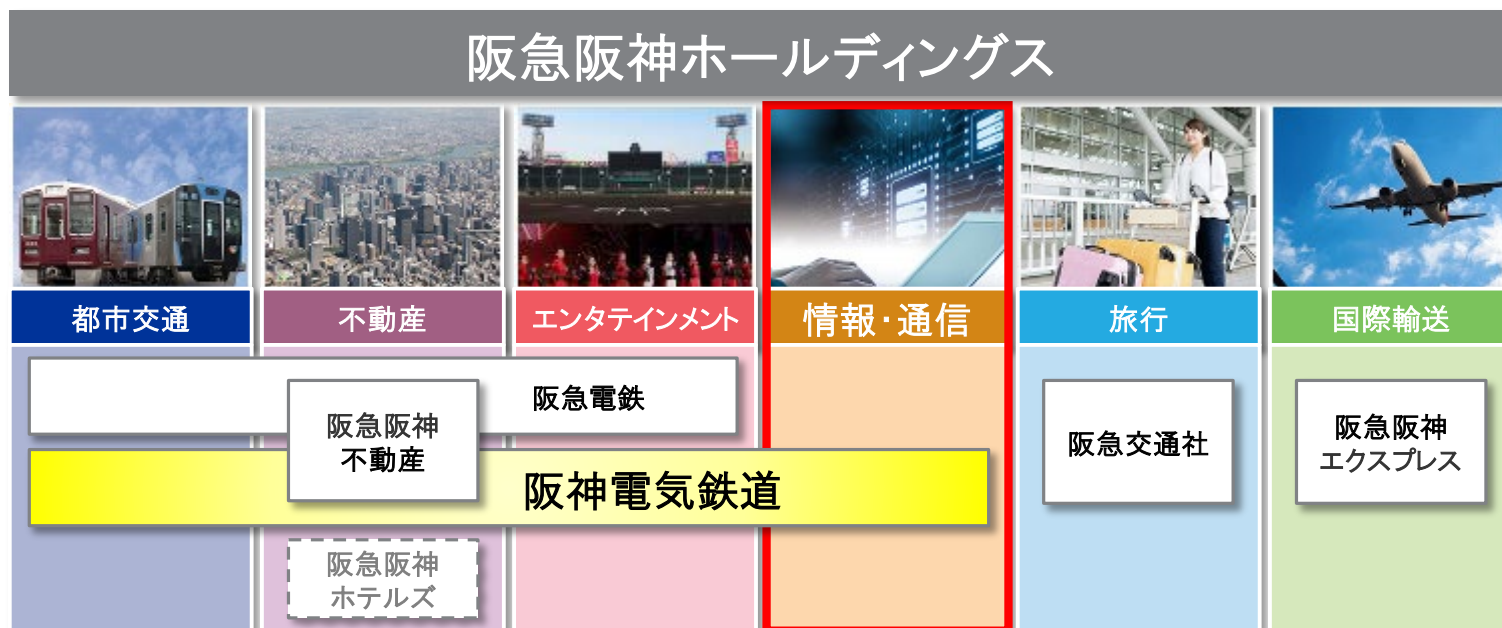 阪急阪神ホールディングス
都市交通
不動産
エンタテインメント
情報・通信
旅行
国際輸送
阪急電鉄
阪急阪神
不動産
阪神電気鉄道
阪急阪神
ホテルズ
阪急交通社
阪急阪神
エクスプレス